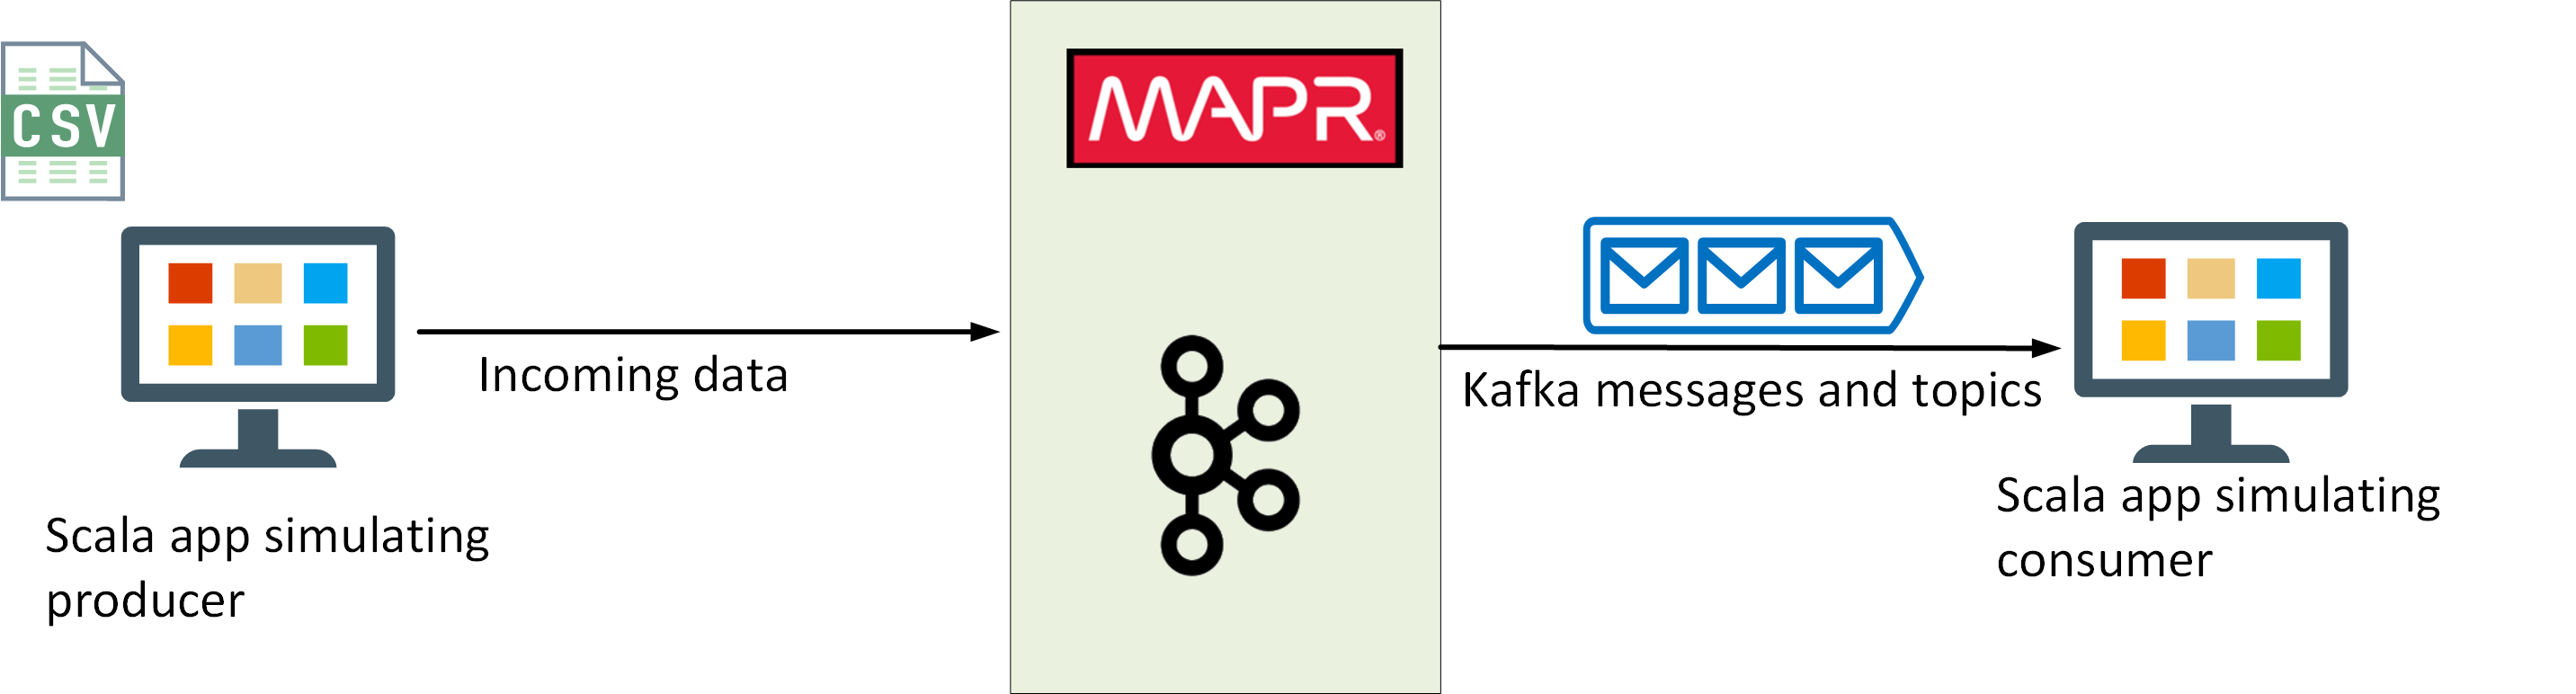 CSV
MAPR®
Incoming data
Kafka messages and topics
Scala app simulating
producer
Scala app simulating
consumer